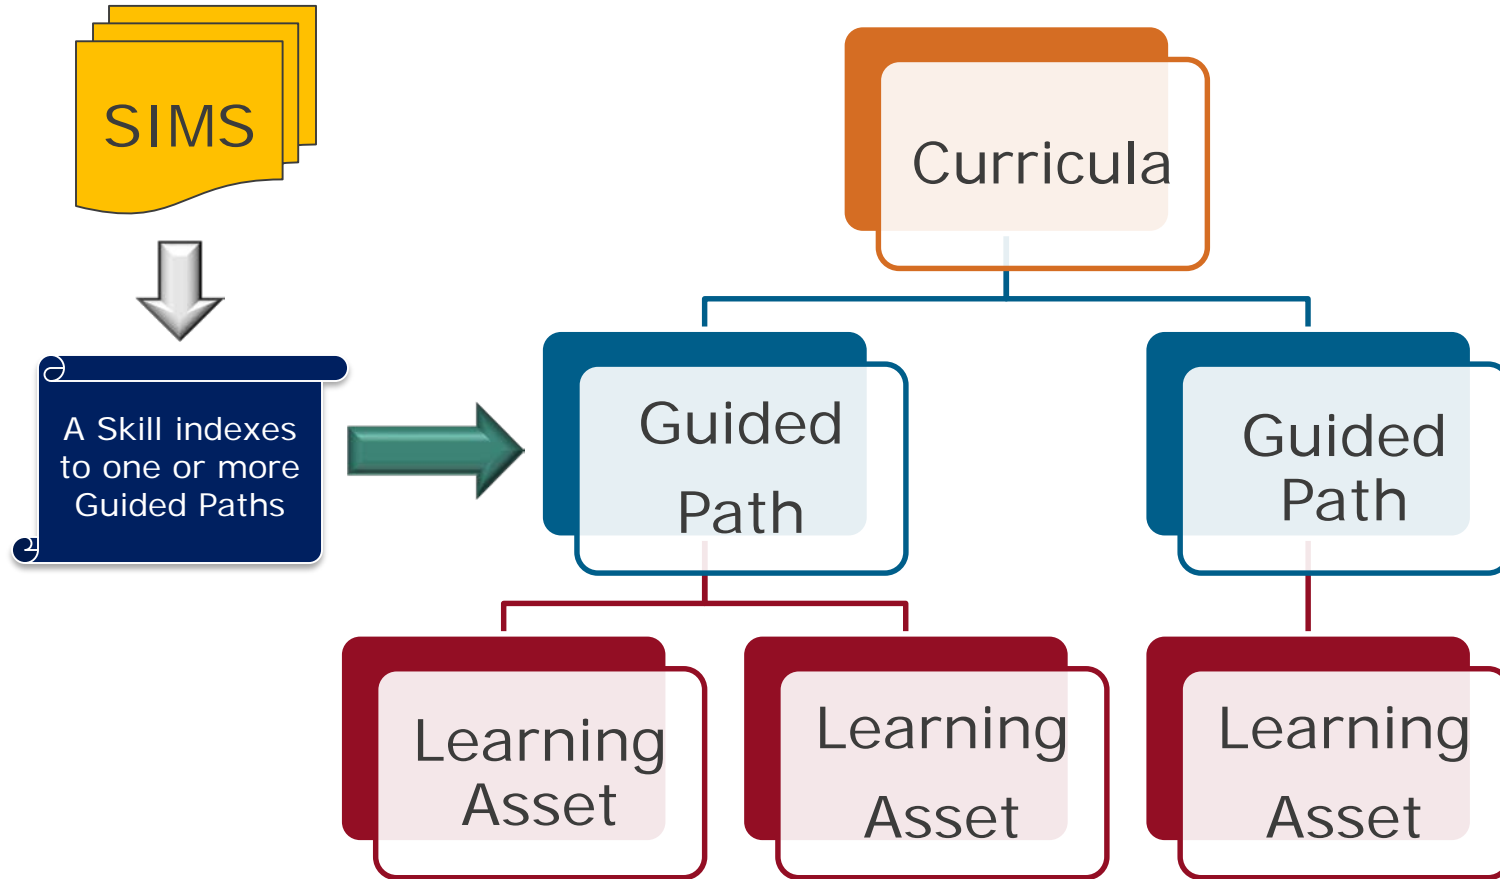 SIMS
Curricula
A Skill indexes
to one or more
Guided Paths
Guided
Path
Guided
Path
Learning
Asset
Learning
Asset
Learning
Asset